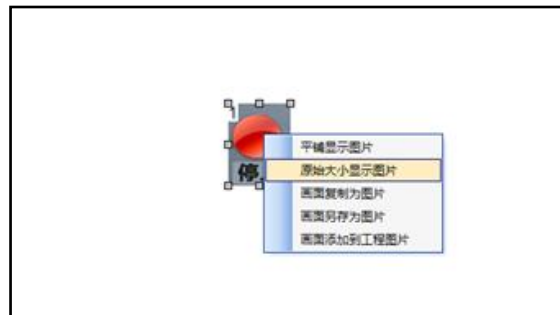 1
停
平铺显示图片
原始大小显示图片
画面复制为图片
画面另存为图片
画面添加到工程图片